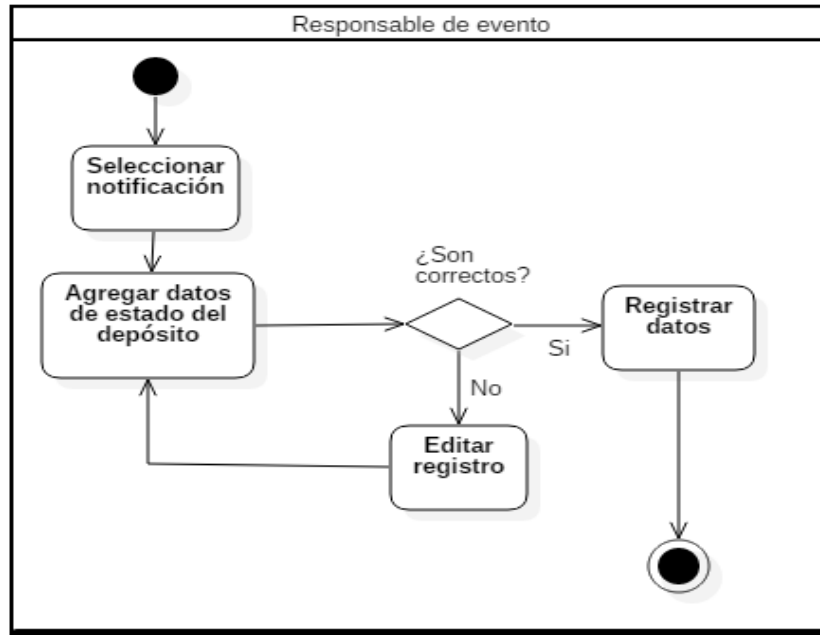 Responsable de evento
Seleccionar
notificación
Agregar datos
de estado del
depósito
¿Son
correctos?
Si
Registrar
datos
No
Editar
registro